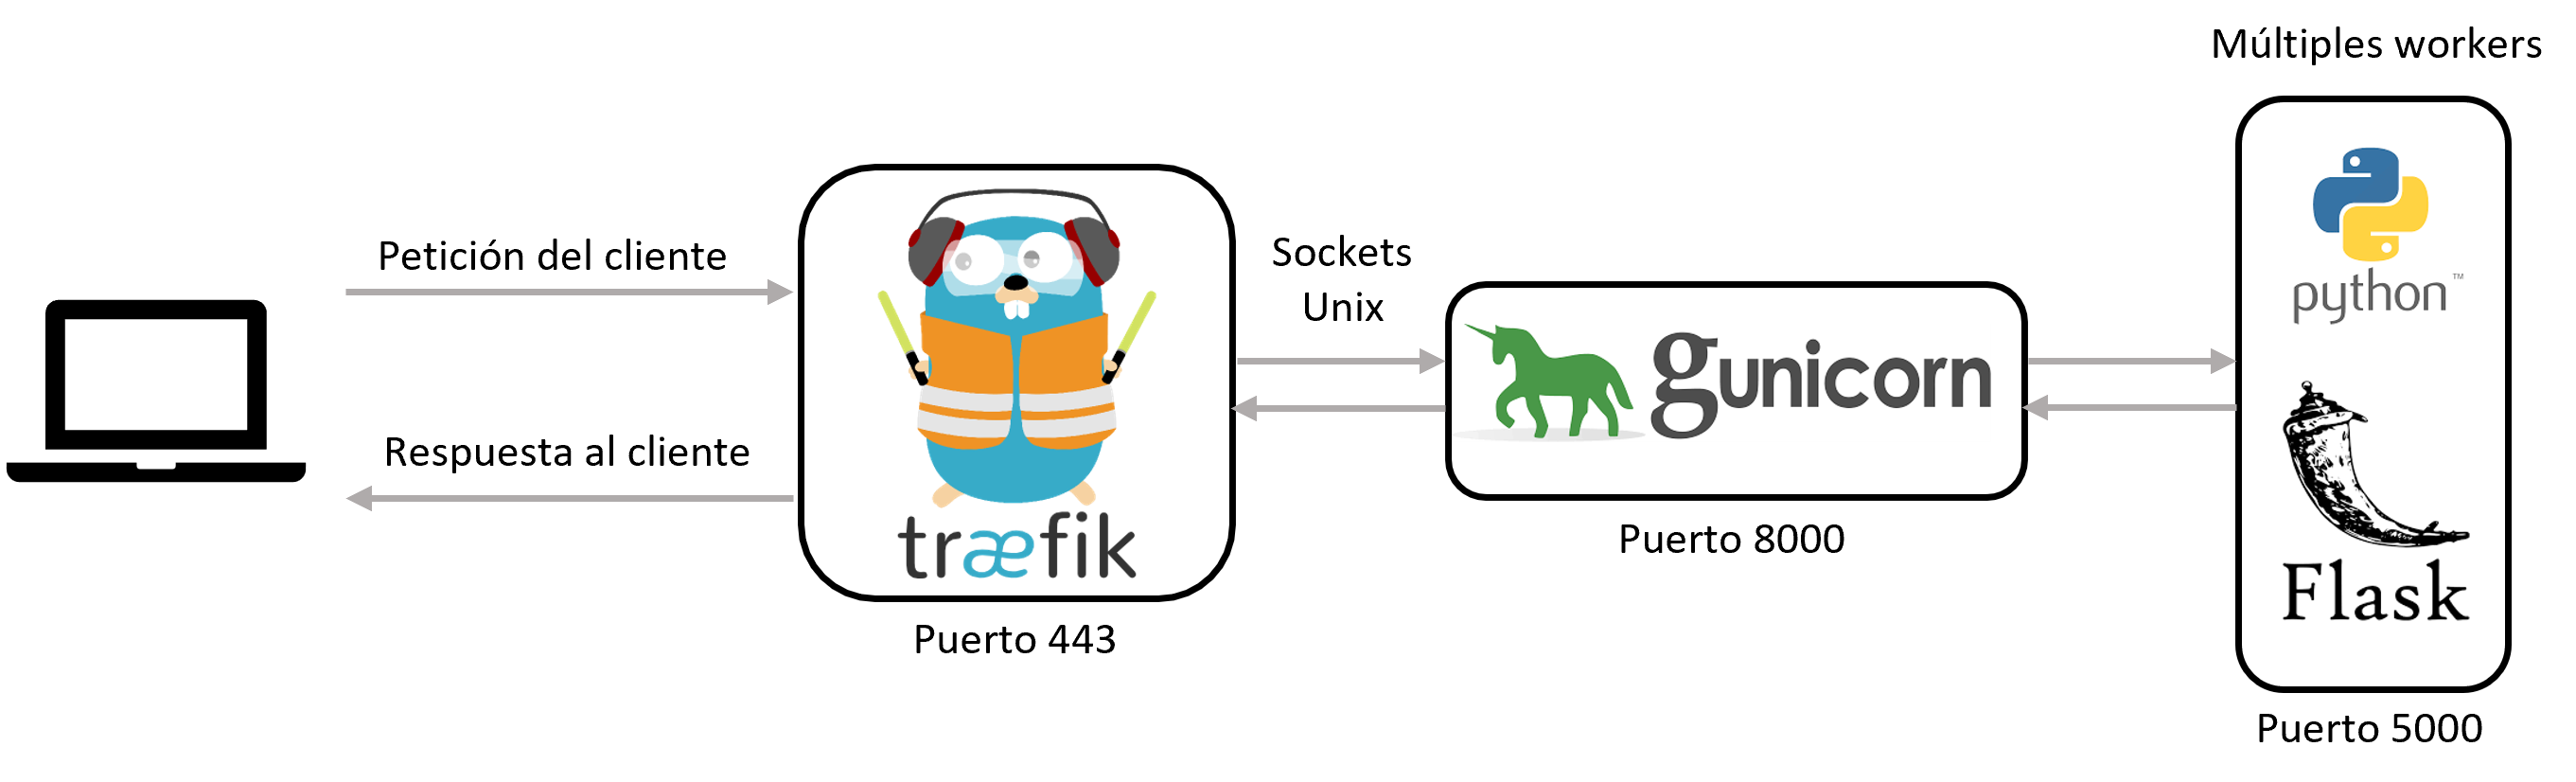 Múltiples workers
Petición del cliente
Respuesta al cliente
træfik
Puerto 443
Sockets
Unix
gunicorn
Puerto 8000
python™
Flask
Puerto 5000